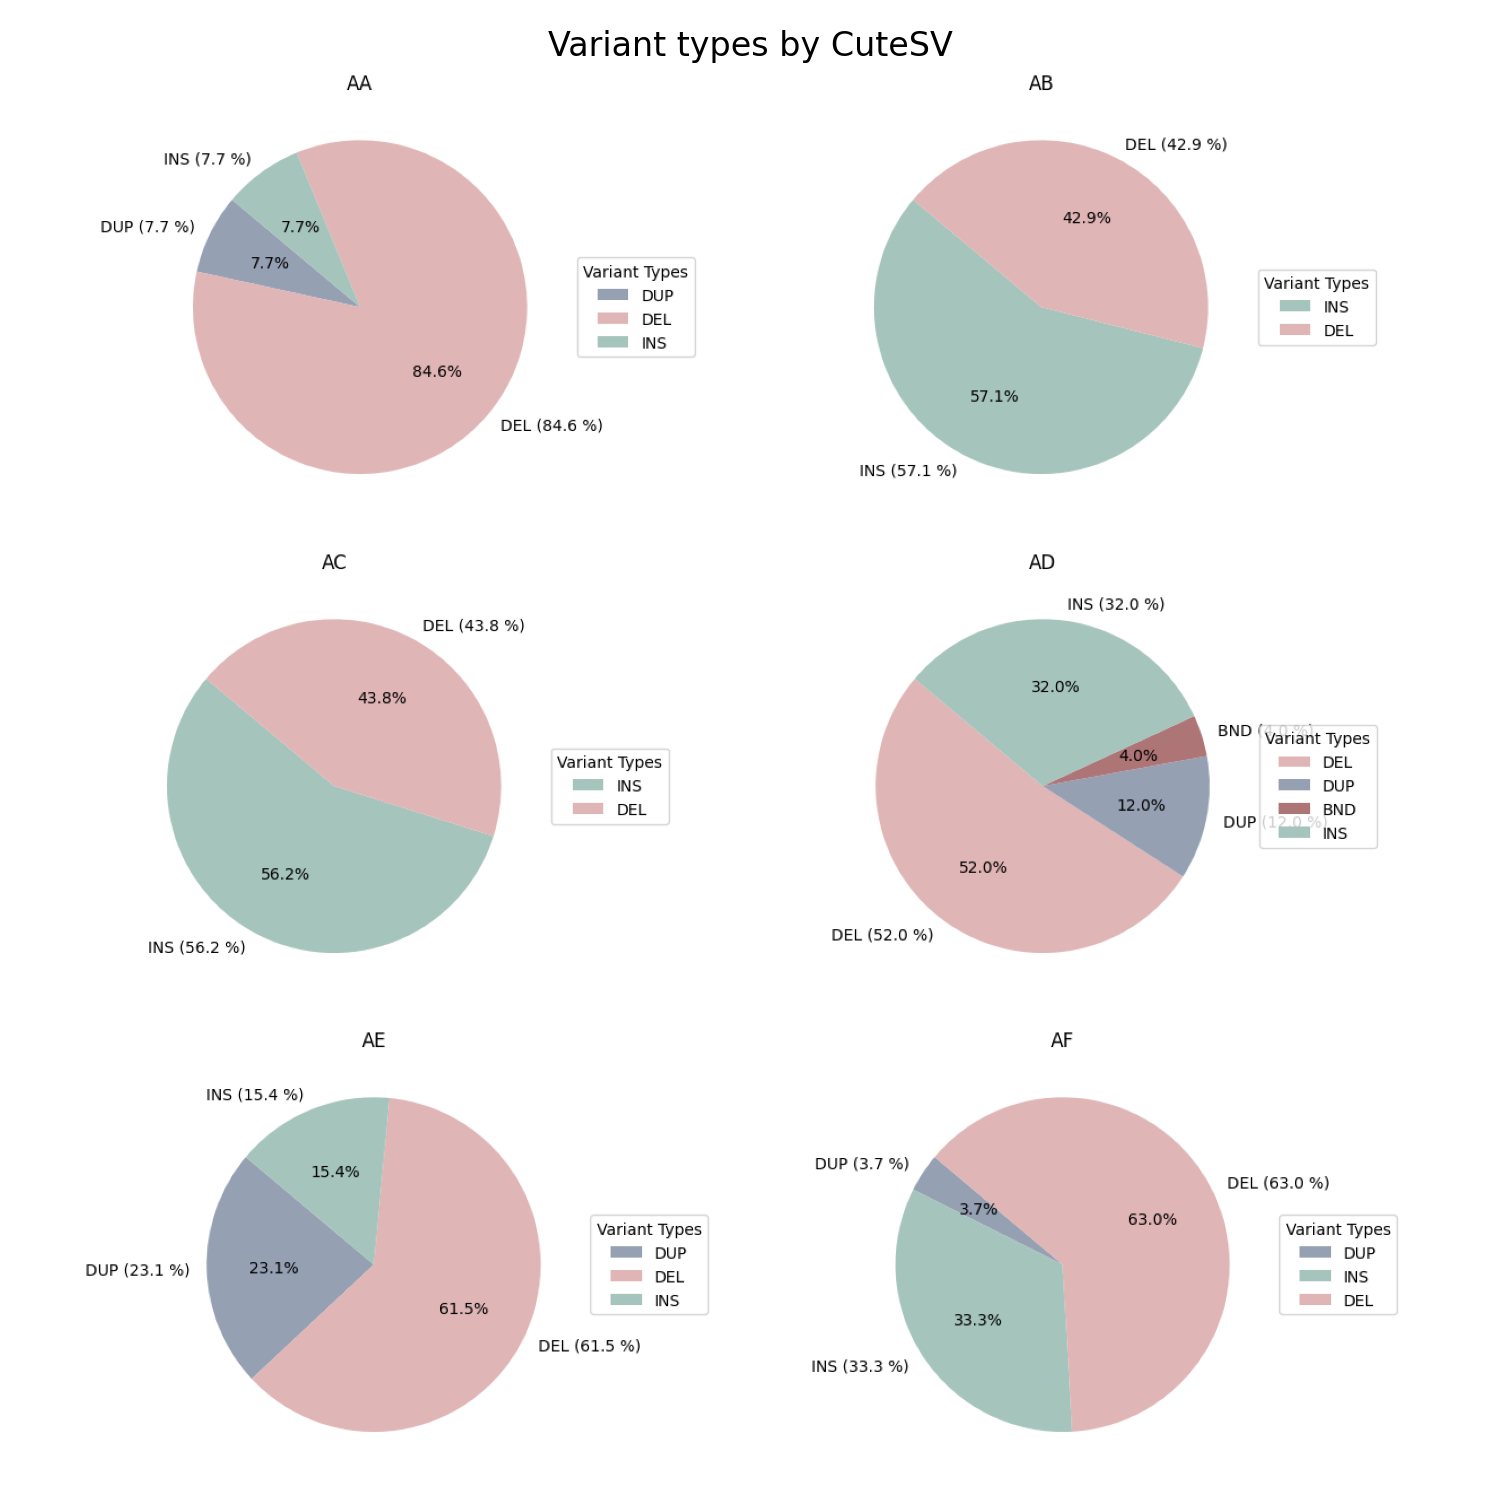 Variant types by CuteSV
AA
INS (7.7 %)
DUP (7.7 %)
7.7%
7.7%
84.6%
DEL (84.6 %)
Variant Types
DUP
DEL
INS
AB
DEL (42.9 %)
42.9%
57.1%
INS (57.1 %)
Variant Types
INS
DEL
AC
DEL (43.8 %)
43.8%
56.2%
INS (56.2 %)
Variant Types
INS
DEL
AD
INS (32.0 %)
32.0%
BND (4.0 %)
4.0%
12.0%
DUP (12.0 %)
52.0%
DEL (52.0 %)
Variant Types
DEL
DUP
BND
INS
AE
INS (15.4 %)
15.4%
DUP (23.1 %)
23.1%
61.5%
DEL (61.5 %)
Variant Types
DUP
DEL
INS
AF
DUP (3.7 %)
3.7%
DEL (63.0 %)
63.0%
33.3%
INS (33.3 %)
Variant Types
DUP
INS
DEL